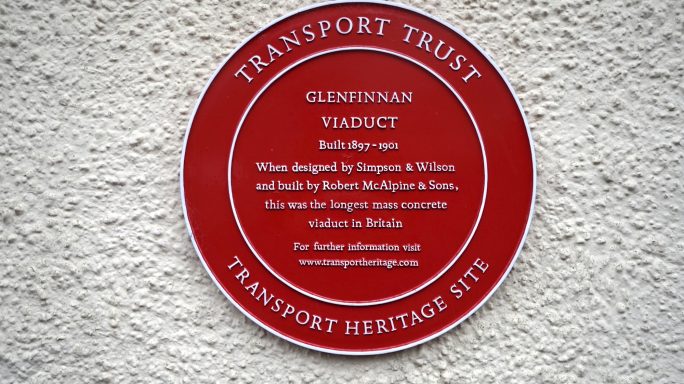 TRANSPORT TRUST
GLENFINNAN
VIADUCT
Built 1897-1901
When designed by Simpson & Wilson
and built by Robert McAlpine & Sons,
this was the longest mass concrete
viaduct in Britain
For further information visit
www.transportheritage.com
TRANSPORT HERITAGE SITE